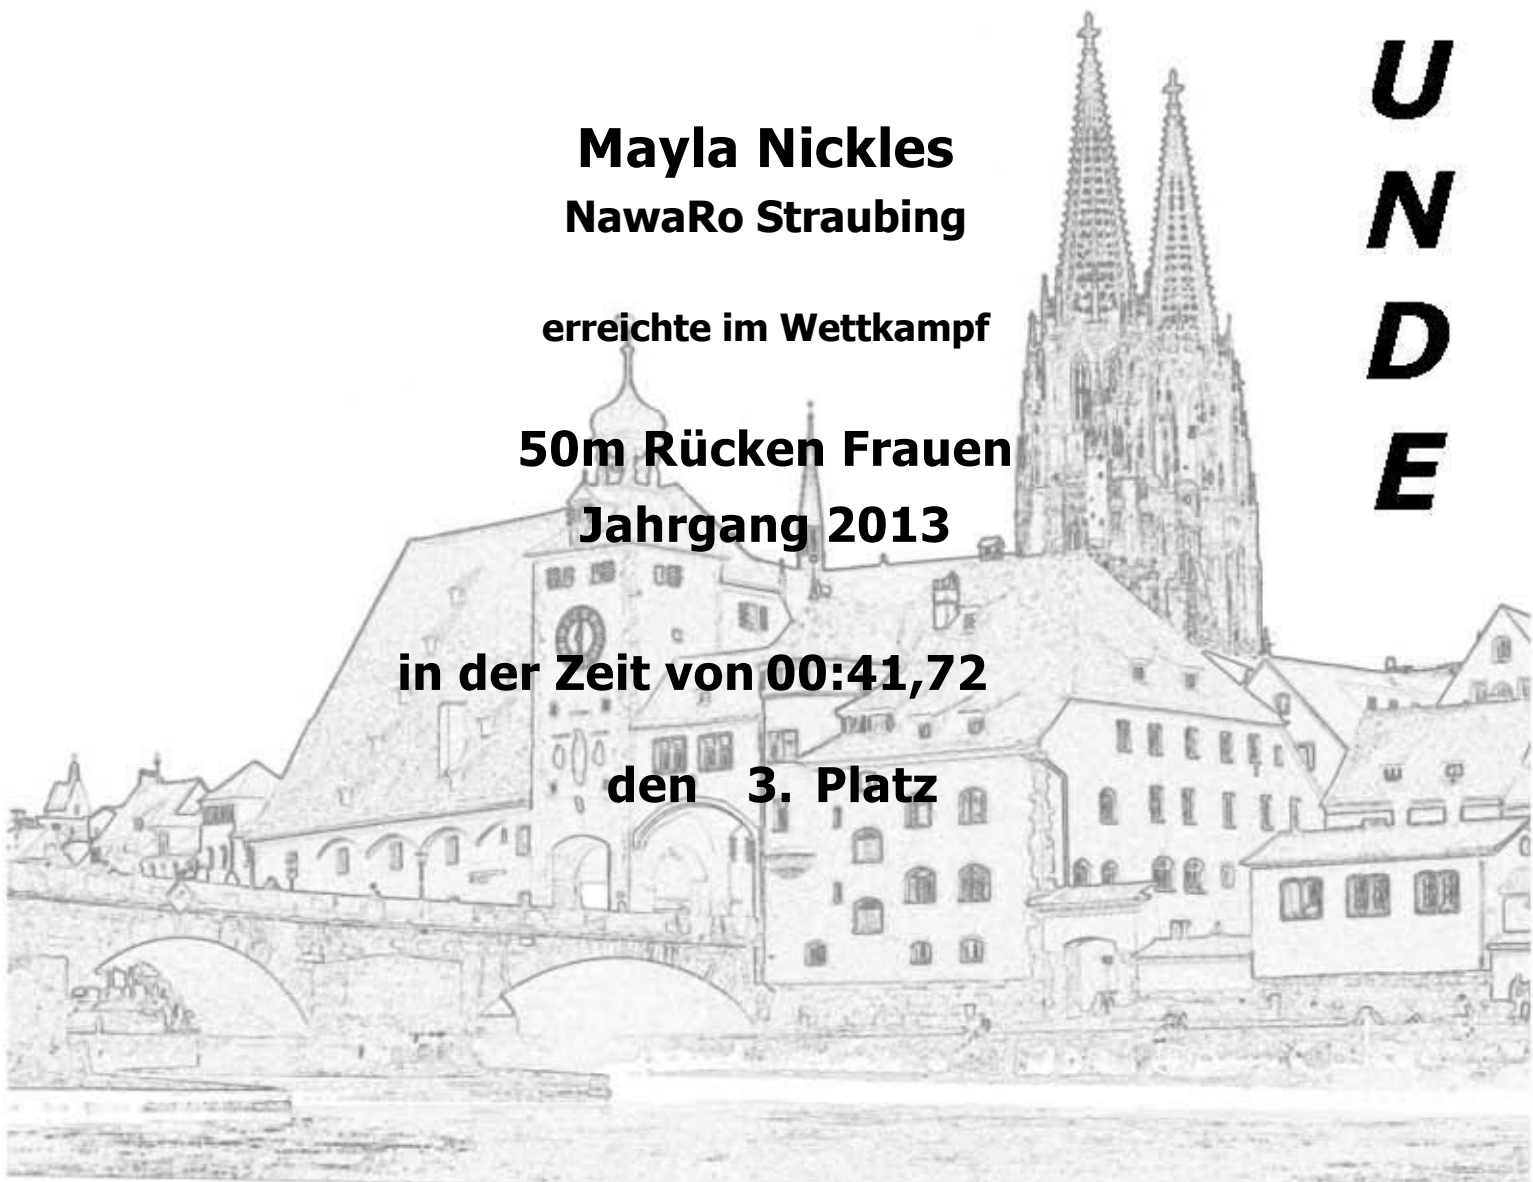 Mayla Nickles
NawaRo Straubing
erreichte im Wettkampf
50m Rücken Frauen
Jahrgang 2013
in der Zeit von 00:41,72
den 3. Platz
U
N
D
E